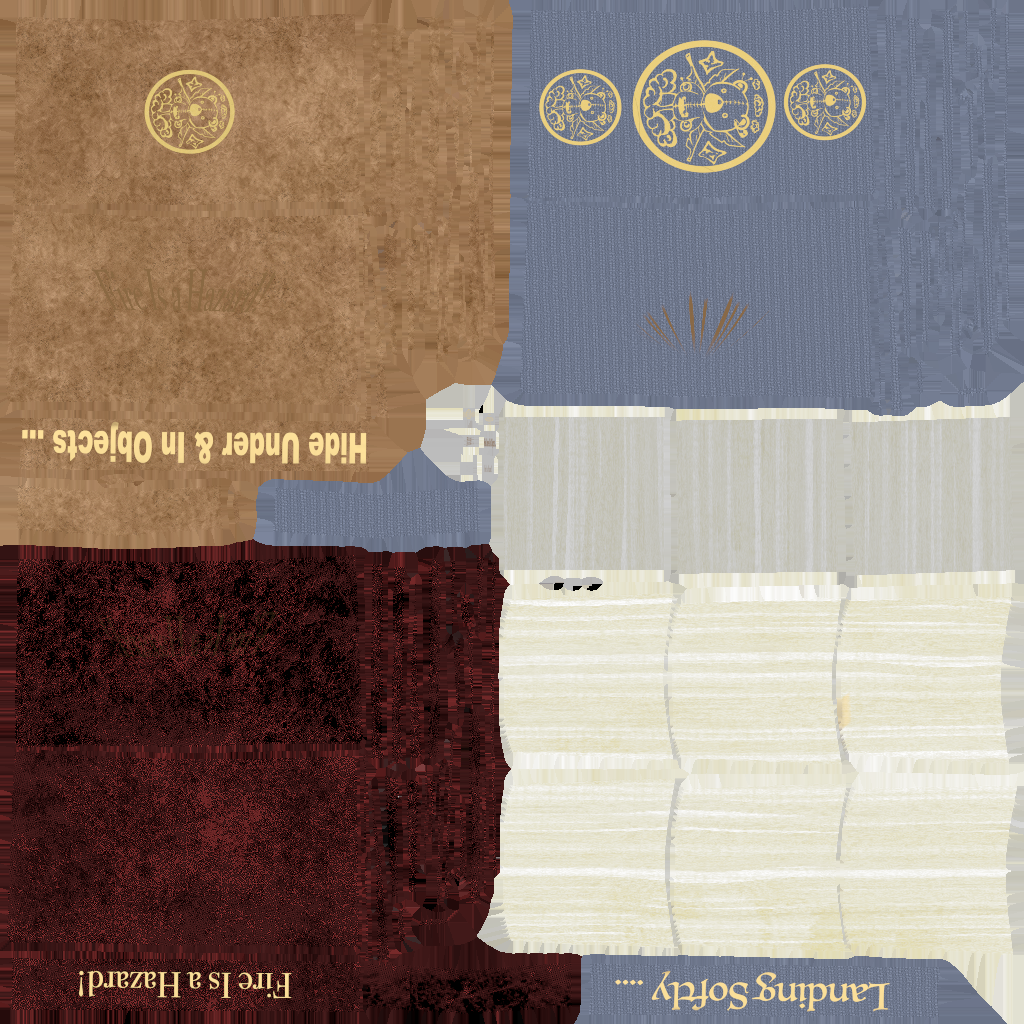 Hide Under & In Objects ...
Fire Is a Hazard!
Landing Softly ....